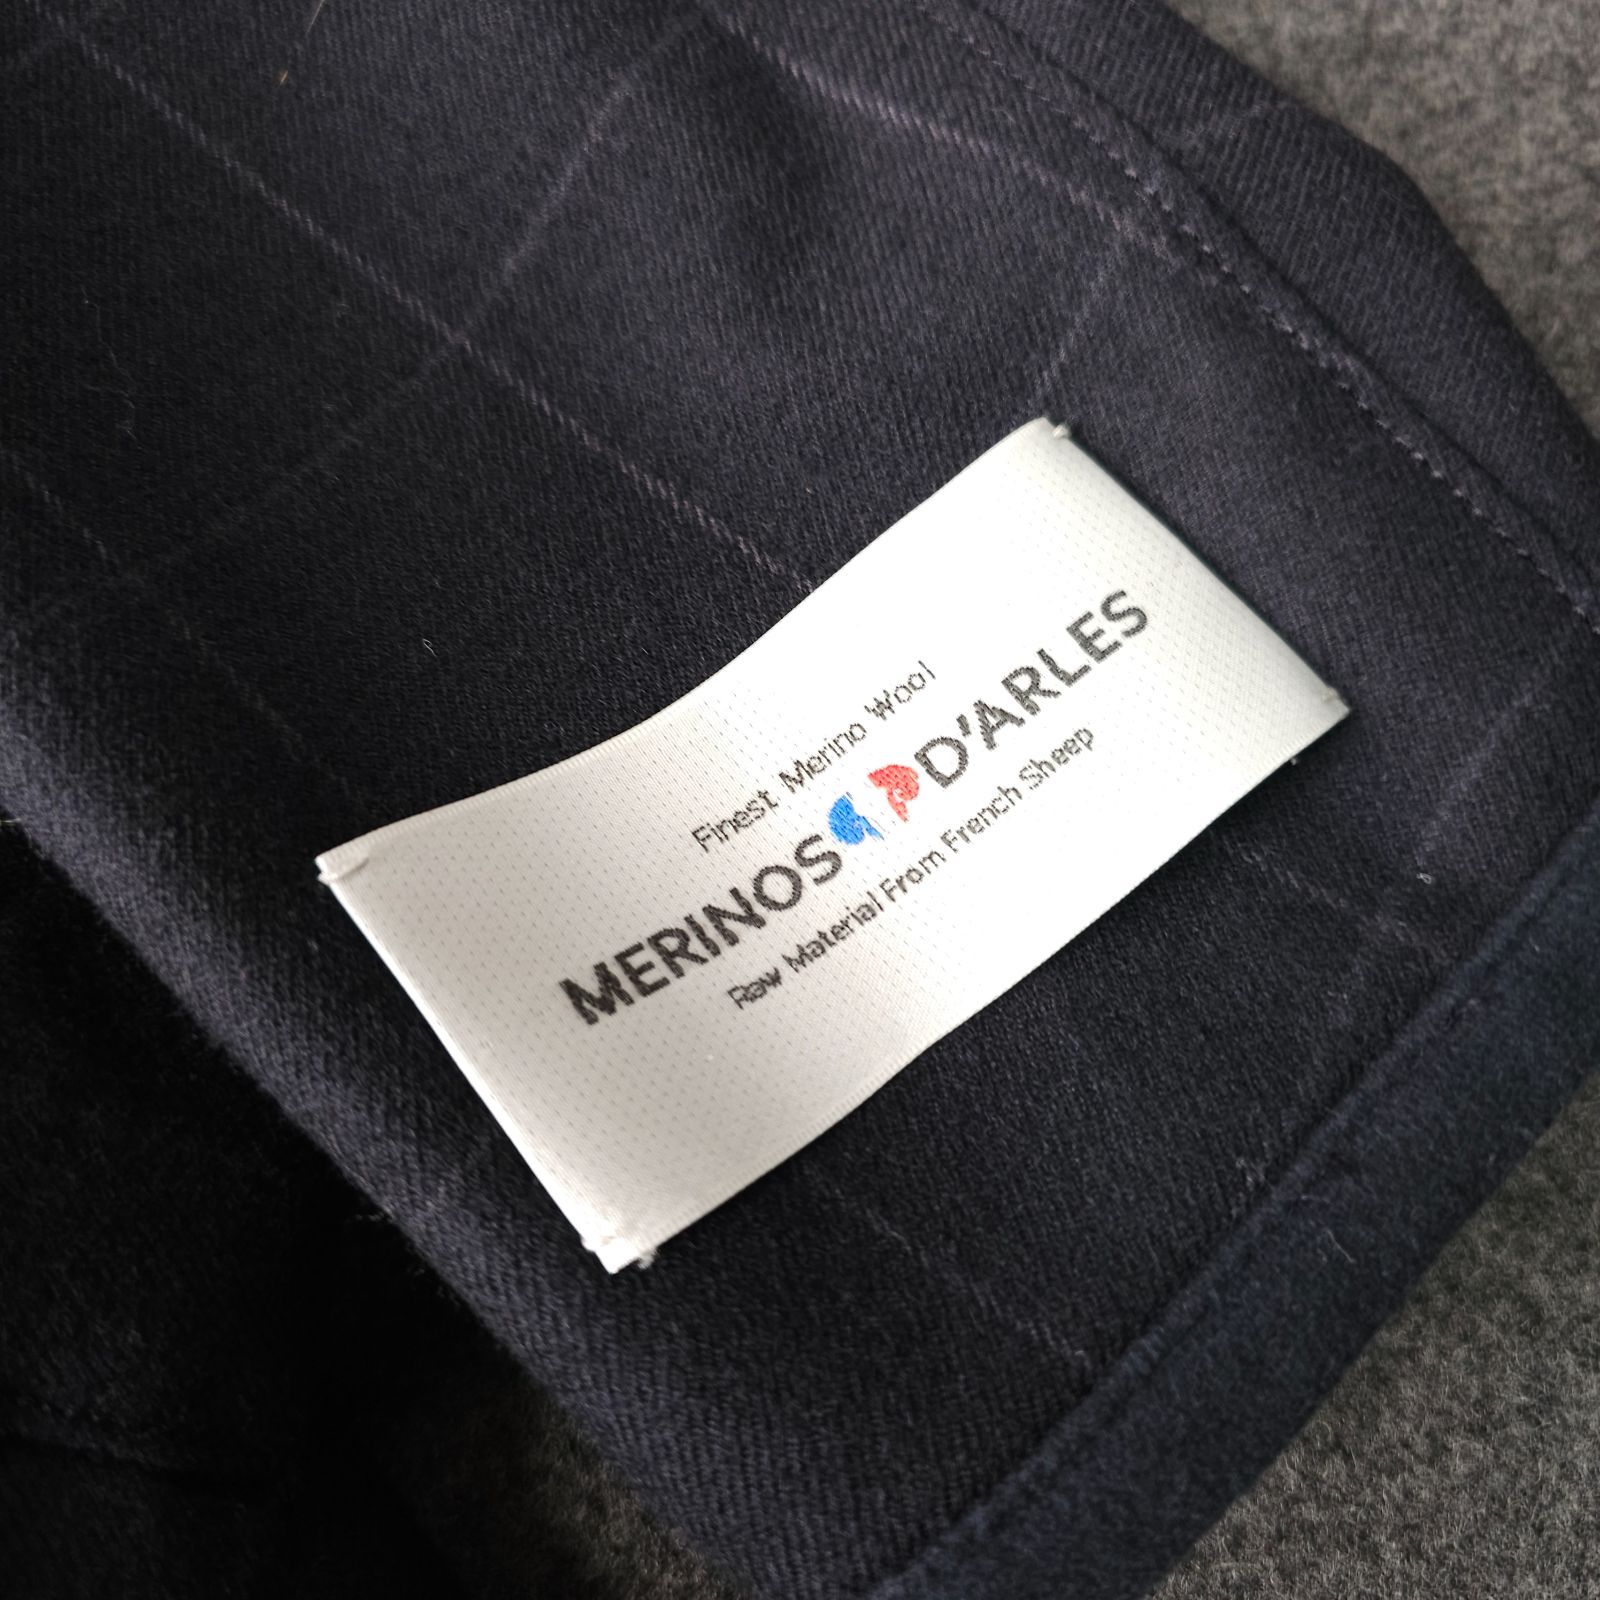 Finest Merino Wool
MERINOS D'ARLES
Raw Material From French Sheep